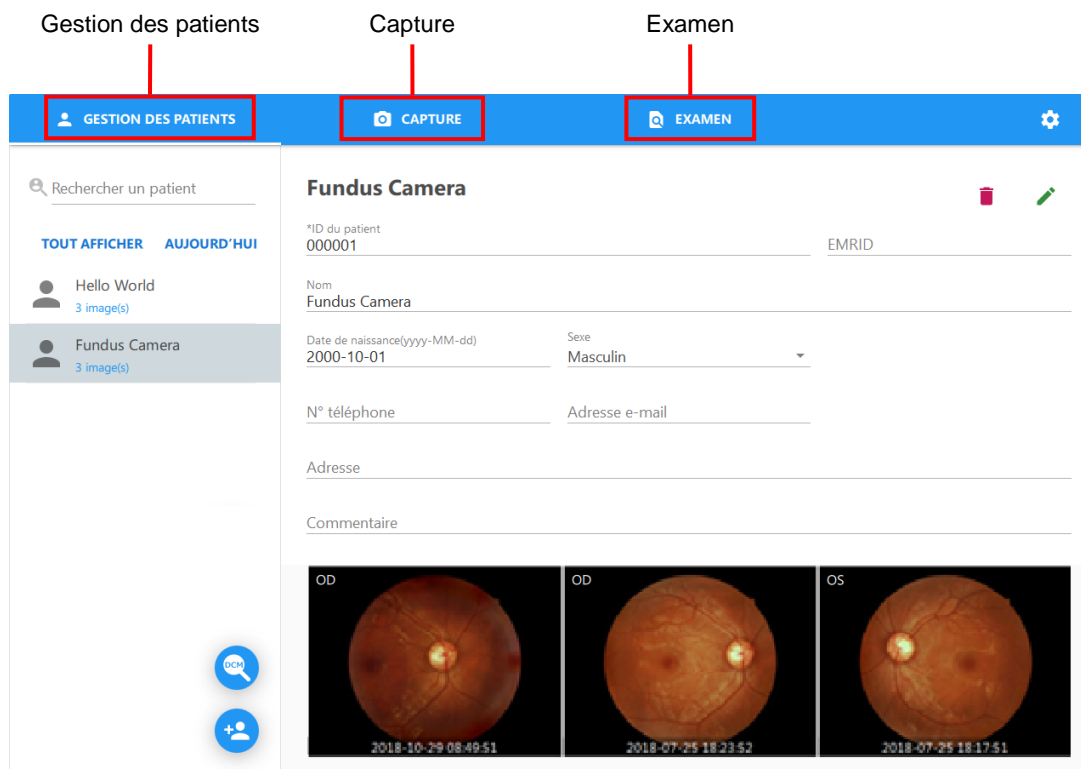 Gestion des patients Capture Examen
GESTION DES PATIENTS CAPTURE EXAMEN
Rechercher un patient
TOUT AFFICHER AUJOURD'HUI
Hello World
3 image(s)
Fundus Camera
3 image(s)
DCM
Fundus Camera
*ID du patient
000001
EMRID
Nom
Fundus Camera
Date de naissance(yyyy-MM-dd) Sexe
2000-10-01 Masculin
N° téléphone Adresse e-mail
Adresse
Commentaire
OD OD OS
2018-10-29 08:49:51 2018-07-25 18:23:52 2018-07-25 18:17:51